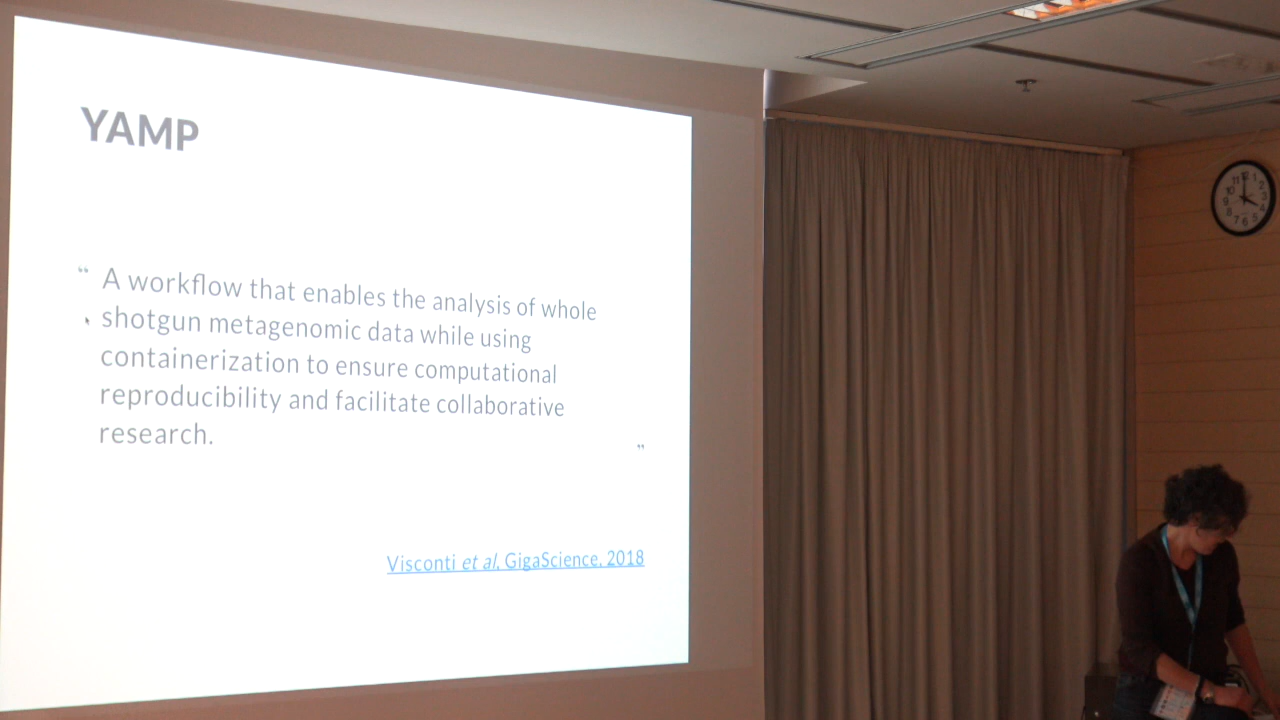 YAMP
“ A workflow that enables the analysis of whole
shotgun metagenomic data while using
containerization to ensure computational
reproducibility and facilitate collaborative
research.
”
Visconti et al, GigaScience, 2018